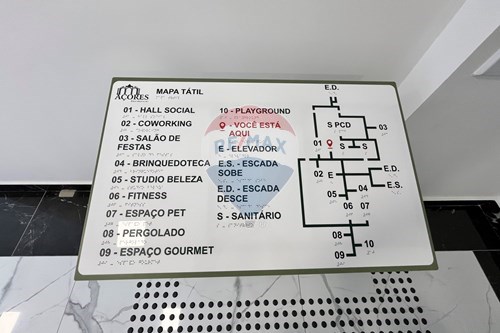 AÇORES
MAPA TÁTIL
01 - HALL SOCIAL
02 - COWORKING
03 - SALÃO DE
FESTAS
04 - BRINQUEDOTECA
05 - STUDIO BELEZA
06 - FITNESS
07 - ESPAÇO PET
08 - PERGOLADO
09 - ESPAÇO GOURMET
10 - PLAYGROUND
- VOCÊ ESTÁ
AQUI
E - ELEVADOR
E.S. - ESCADA
SOBE
E.D. - ESCADA
DESCE
S - SANITÁRIO
RE/MAX
E.D.
S PCD
03
01
S
S
02
E
E.D.
04
E.S.
05
06
07
08
10
09